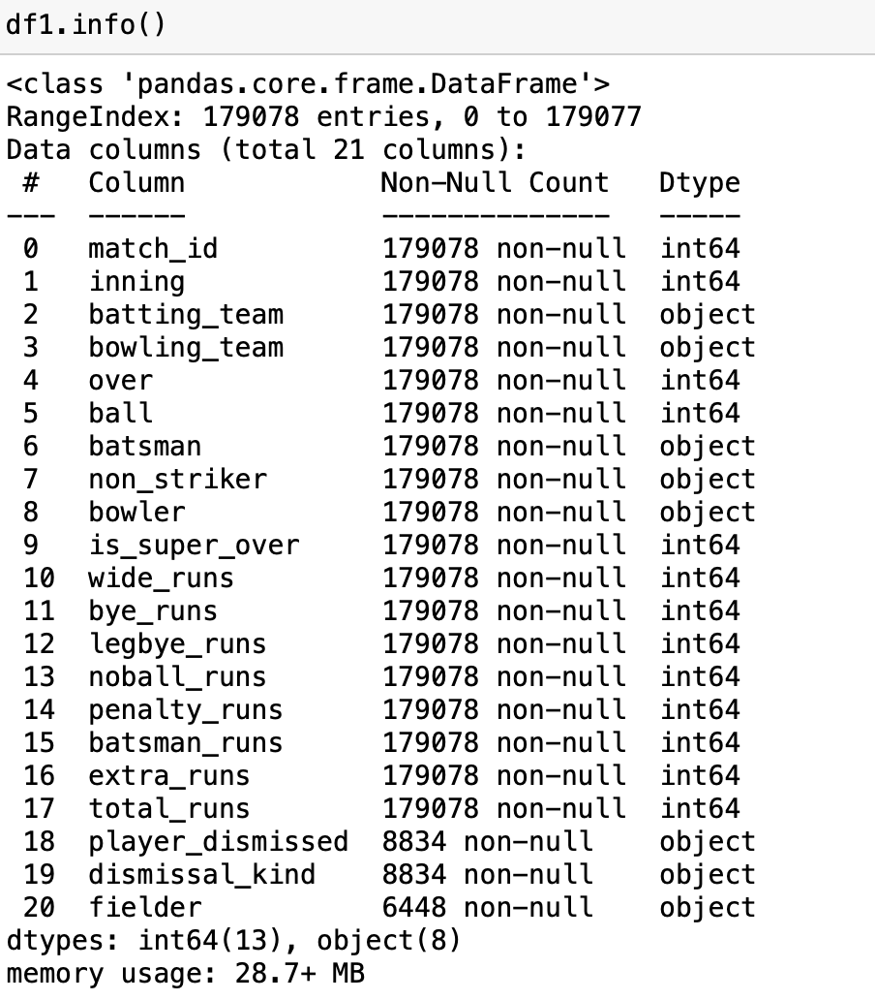 df1.info()
<class 'pandas.core.frame.DataFrame'>
RangeIndex: 179078 entries, 0 to 179077
Data columns (total 21 columns):
 #   Column            Non-Null Count   Dtype
---  ------            --------------   -----
 0   match_id          179078 non-null  int64
 1   inning            179078 non-null  int64
 2   batting_team      179078 non-null  object
 3   bowling_team      179078 non-null  object
 4   over              179078 non-null  int64
 5   ball              179078 non-null  int64
 6   batsman           179078 non-null  object
 7   non_striker       179078 non-null  object
 8   bowler            179078 non-null  object
 9   is_super_over     179078 non-null  int64
 10  wide_runs         179078 non-null  int64
 11  bye_runs          179078 non-null  int64
 12  legbye_runs       179078 non-null  int64
 13  noball_runs       179078 non-null  int64
 14  penalty_runs      179078 non-null  int64
 15  batsman_runs      179078 non-null  int64
 16  extra_runs        179078 non-null  int64
 17  total_runs        179078 non-null  int64
 18  player_dismissed  8834 non-null    object
 19  dismissal_kind    8834 non-null    object
 20  fielder           6448 non-null    object
dtypes: int64(13), object(8)
memory usage: 28.7+ MB